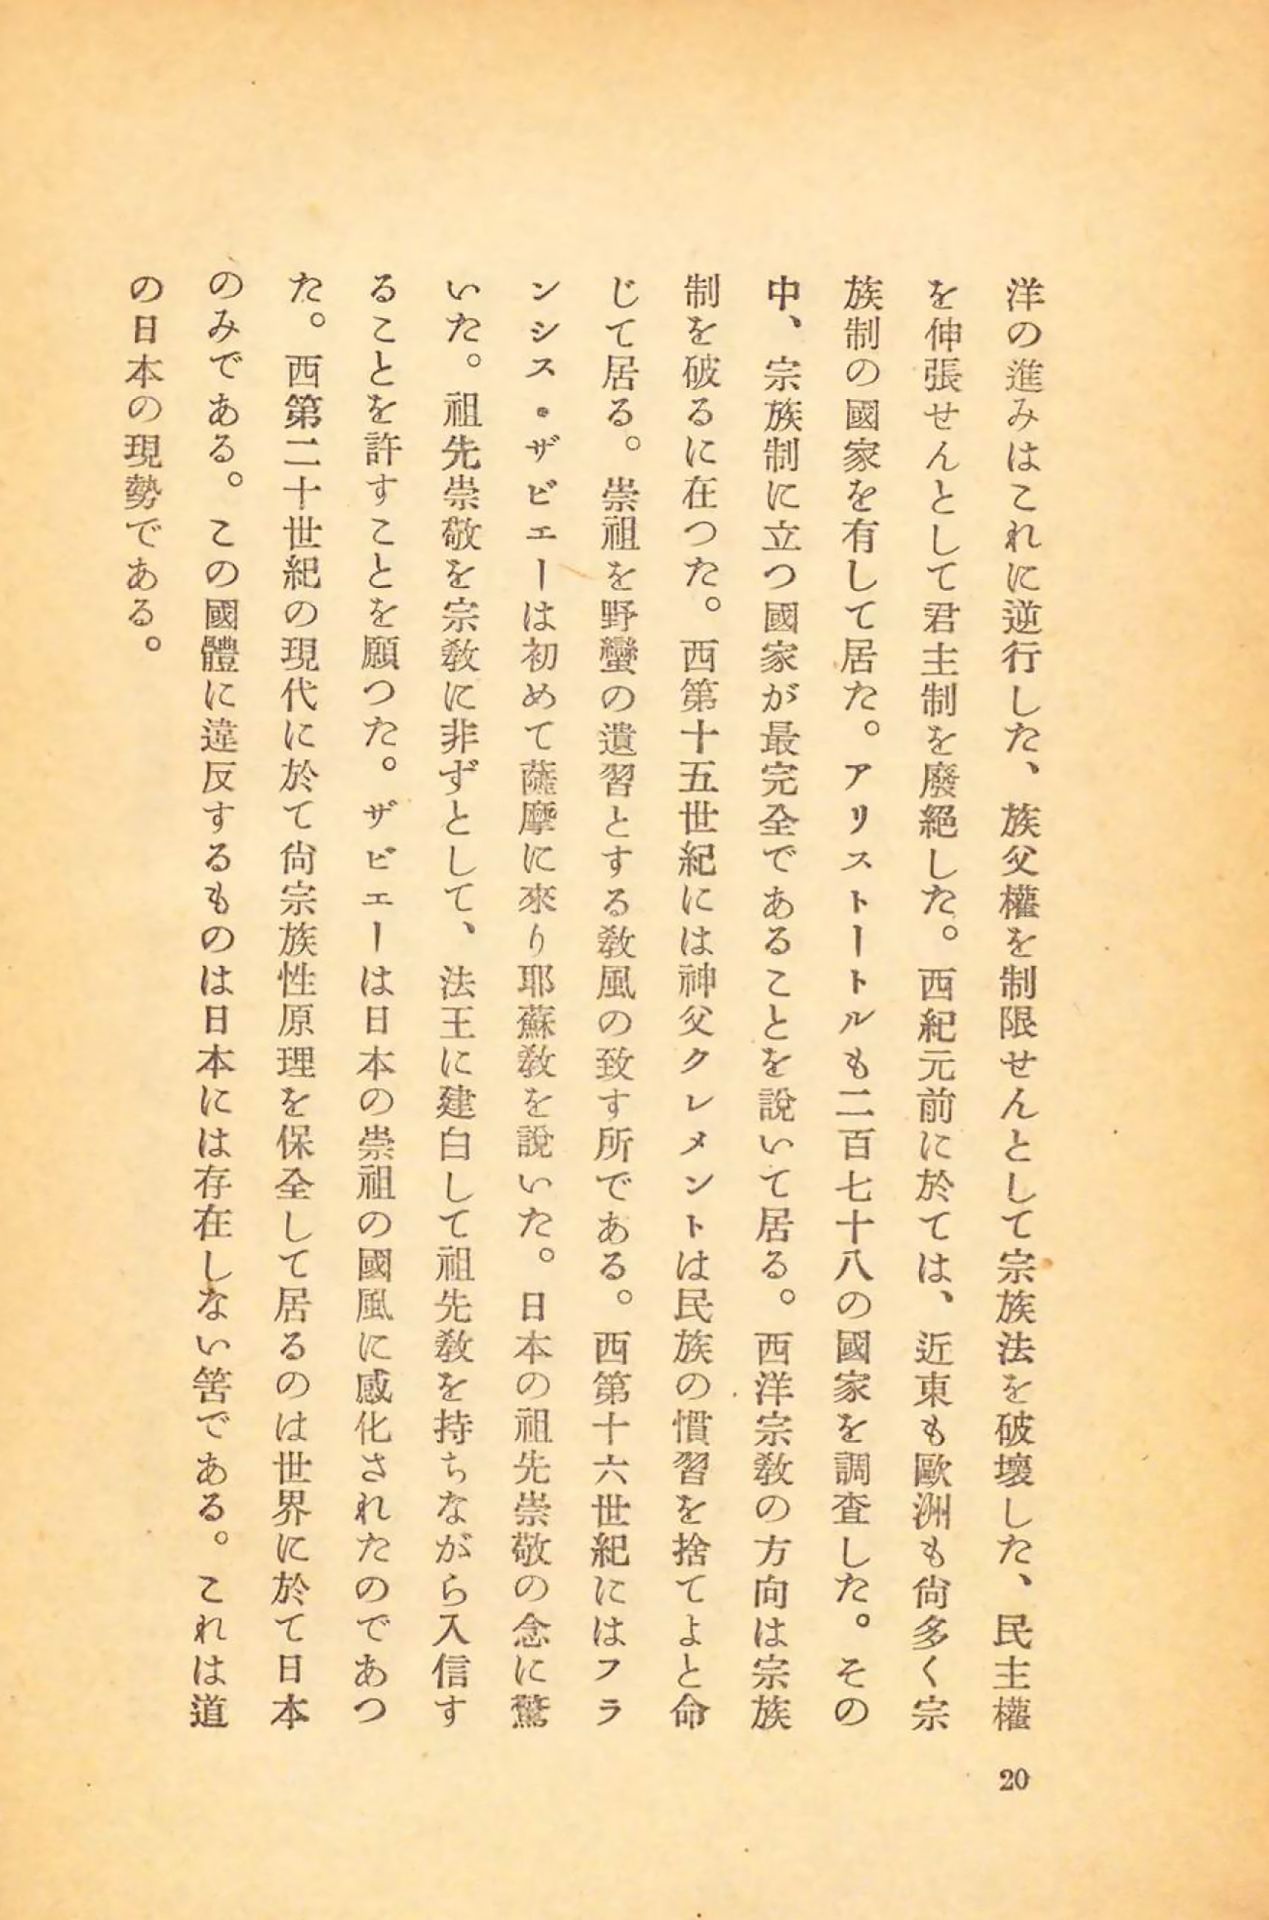 洋の進みはこれに逆行した、族父權を制限せんとして宗族法を破壞した、民主權
を伸張せんとして君主制を廢絕した。西紀元前に於ては、近東も歐洲も尙多く宗
族制の國家を有して居た。アリストートルも二百七十八の國家を調査した。その
中、宗族制に立つ國家が最完全であることを說いて居る。西洋宗教の方向は宗族
制を破るに在つた。西第十五世紀には神父クレメントは民族の慣習を捨てよと命
じて居る。崇祖を野蠻の遺習とする敎風の致す所である。西第十六世紀にはフラ
ンシス・ザビエーは初めて薩摩に來り耶蘇敎を說いた。日本の祖先崇敬の念に驚
いた。祖先崇敬を宗敎に非ずとして、法王に建白して祖先敎を持ちながら入信す
ることを許すことを願つた。ザビエーは日本の崇祖の國風に感化されたのであつ
た。西第二十世紀の現代に於て尙宗族性原理を保全して居るのは世界に於て日本
のみである。この國體に違反するものは日本には存在しない筈である。これは道
の日本の現勢である。
20